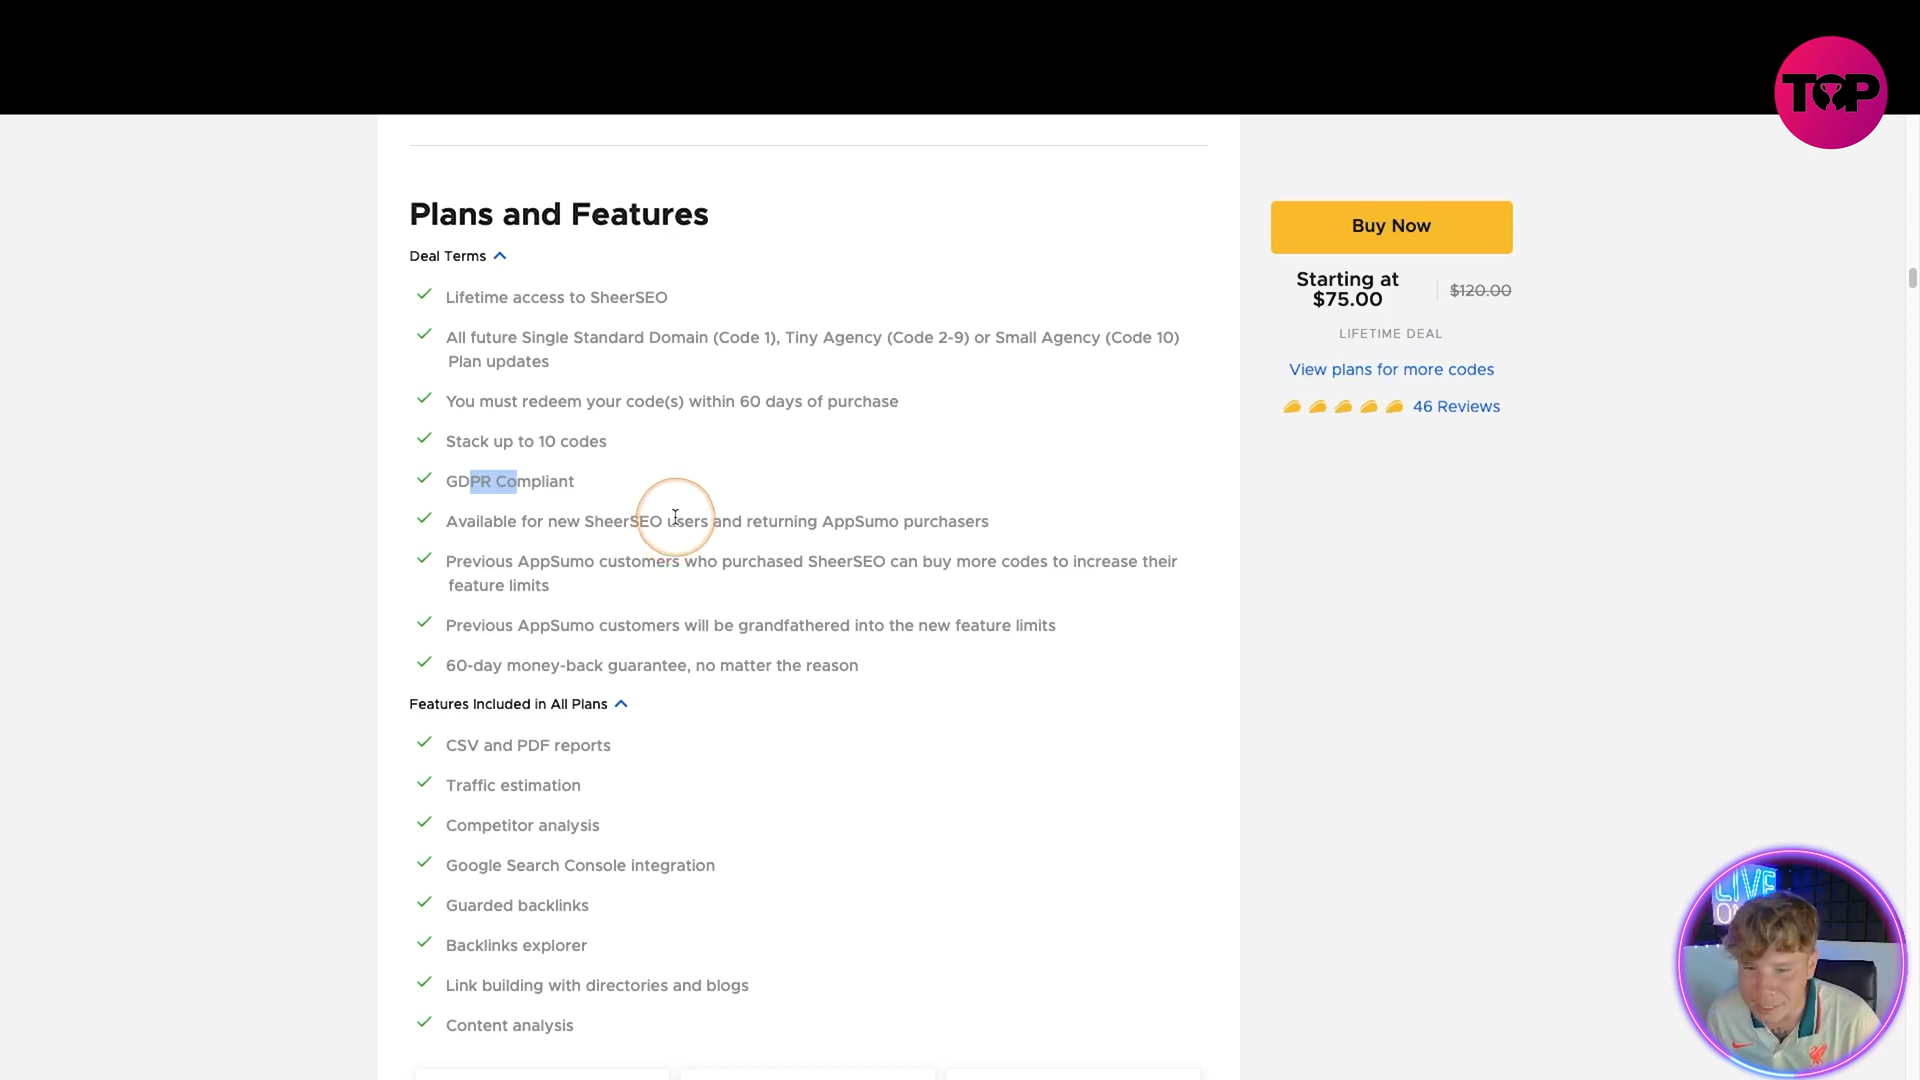 TOP
Plans and Features
Deal Terms
Lifetime access to SheerSEO
All future Single Standard Domain (Code 1), Tiny Agency (Code 2-9) or Small Agency (Code 10)
Plan updates
You must redeem your code(s) within 60 days of purchase
Stack up to 10 codes
GDPR Compliant
Available for new SheerSEO users and returning AppSumo purchasers
Previous AppSumo customers who purchased SheerSEO can buy more codes to increase their
feature limits
Previous AppSumo customers will be grandfathered into the new feature limits
60-day money-back guarantee, no matter the reason
Features Included in All Plans
CSV and PDF reports
Traffic estimation
Competitor analysis
Google Search Console integration
Guarded backlinks
Backlinks explorer
Link building with directories and blogs
Content analysis
Buy Now
Starting at
$75.00
$120.00
LIFETIME DEAL
View plans for more codes
46 Reviews
LIVE